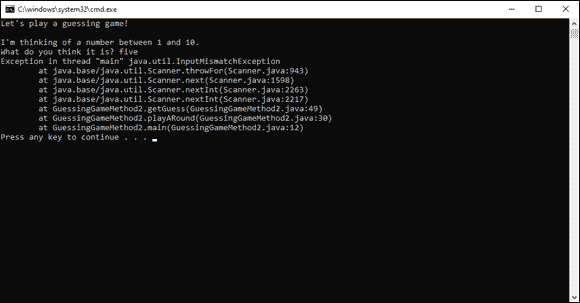 C:\windows\system32\cmd.exe
Let's play a guessing game!
I'm thinking of a number between 1 and 10.
What do you think it is? five
Exception in thread "main" java.util.InputMismatchException
at java.base/java.util.Scanner.throwFor(Scanner.java:943)
at java.base/java.util.Scanner.next(Scanner.java:1598)
at java.base/java.util.Scanner.nextInt(Scanner.java:2263)
at java.base/java.util.Scanner.nextInt(Scanner.java:2217)
at GuessingGameMethod2.getGuess(GuessingGameMethod2.java:49)
at GuessingGameMethod2.playARound(GuessingGameMethod2.java:30)
at GuessingGameMethod2.main(GuessingGameMethod2.java:12)
Press any key to continue . . .